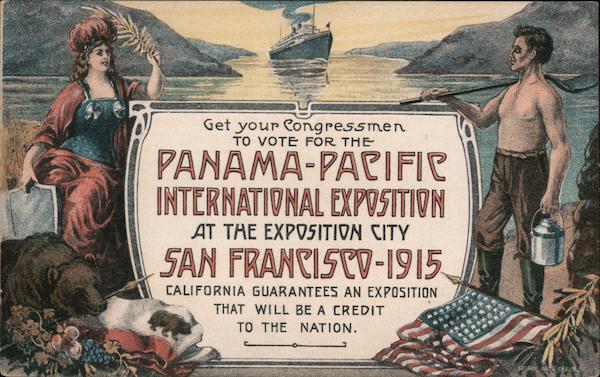 Get your Congressmen
TO VOTE FOR THE
PANAMA-PACIFIC
INTERNATIONAL EXPOSITION
AT THE EXPOSITION CITY
SAN FRANCISCO-1915
CALIFORNIA GUARANTEES AN EXPOSITION
THAT WILL BE A CREDIT
TO THE NATION.